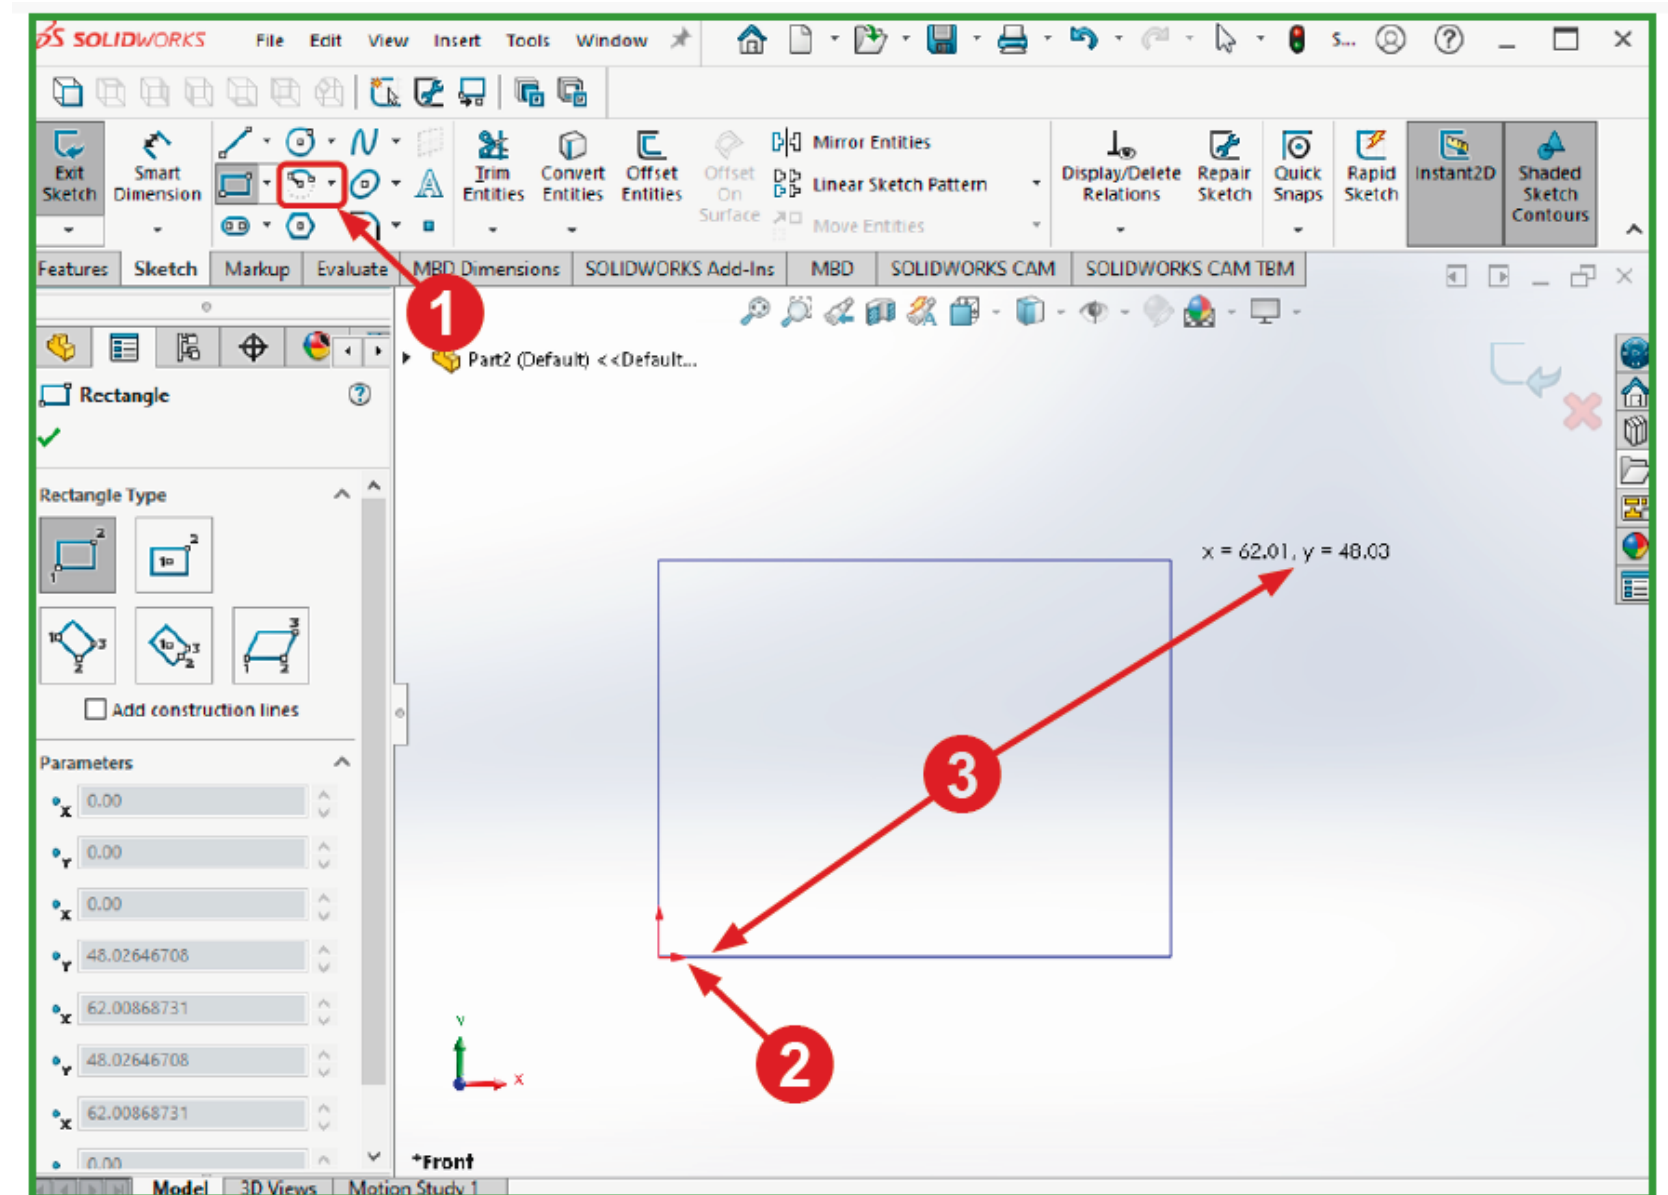 SOLIDWORKS File Edit View Insert Tools Window S... ?
Exit Sketch
Smart Dimension
Trim Entities
Convert Entities
Offset Entities
Offset On Surface
Mirror Entities
Linear Sketch Pattern
Move Entities
Display/Delete Relations
Repair Sketch
Quick Snaps
Rapid Sketch
Instant2D
Shaded Sketch Contours
Features Sketch Markup Evaluate MBD Dimensions SOLIDWORKS Add-Ins MBD SOLIDWORKS CAM SOLIDWORKS CAM TBM
1
Part2 (Default) <<Default...
Rectangle ?
Rectangle Type
Add construction lines
Parameters
X 0.00
Y 0.00
X 0.00
Y 48.02646708
X 62.00868731
Y 48.02646708
X 62.00868731
0.00
x = 62.01, y = 48.03
3
2
Y
X
*Front
Model 3D Views Motion Study 1